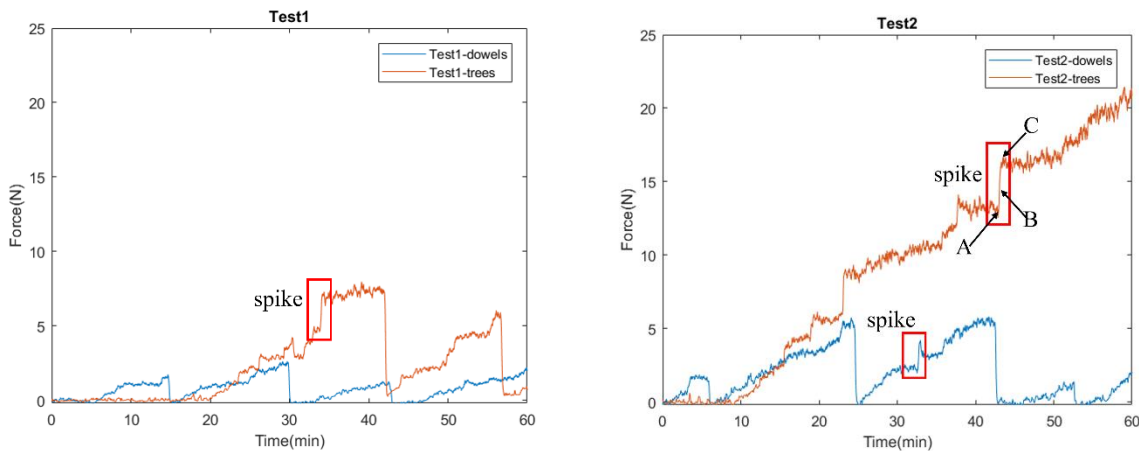 Test1
25
20
15
10
5
0
Force(N)
Test1-dowels
Test1-trees
spike
0 10 20 30 40 50 60
Time(min)
Test2
25
20
15
10
5
0
Force(N)
Test2-dowels
Test2-trees
C
spike
B
A
spike
0 10 20 30 40 50 60
Time(min)